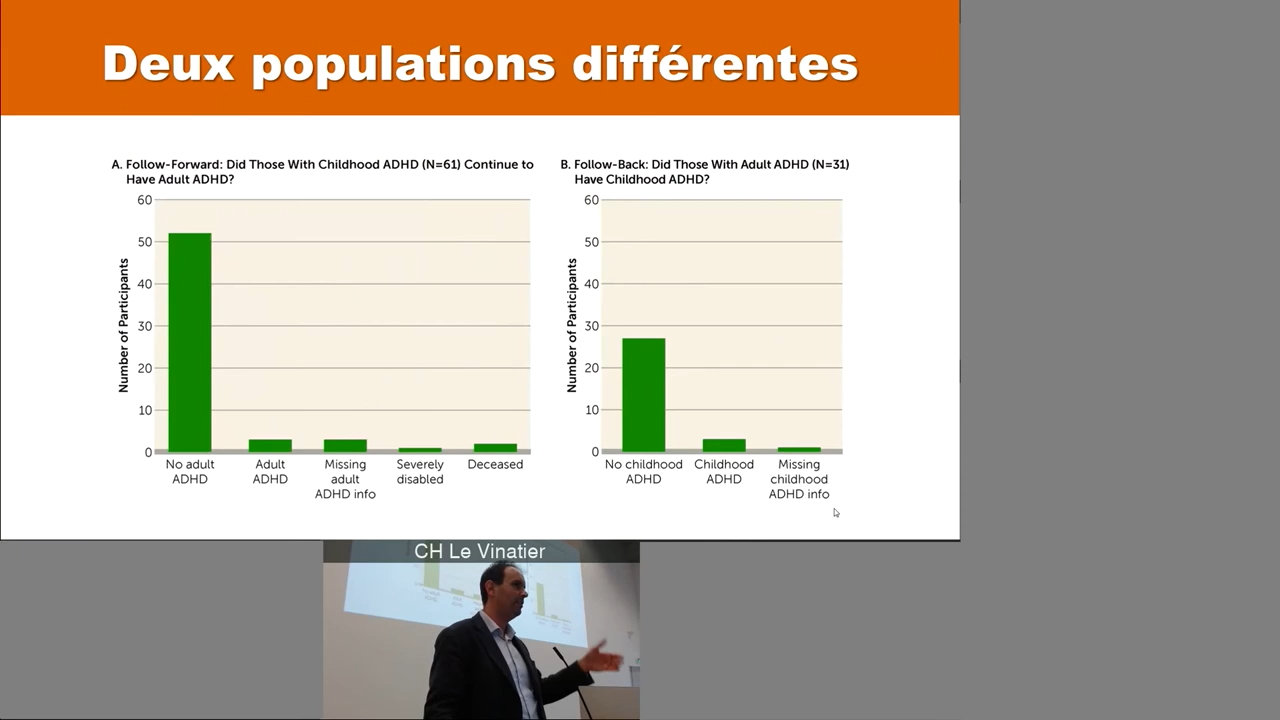 Deux populations différentes
A. Follow-Forward: Did Those With Childhood ADHD (N=61) Continue to
Have Adult ADHD?
60
50
40
30
20
10
0
Number of Participants
No adult
ADHD
Adult
ADHD
Missing
adult
ADHD info
Severely
disabled
Deceased
B. Follow-Back: Did Those With Adult ADHD (N=31)
Have Childhood ADHD?
60
50
40
30
20
10
0
Number of Participants
No childhood
ADHD
Childhood
ADHD
Missing
childhood
ADHD info
CH Le Vinatier